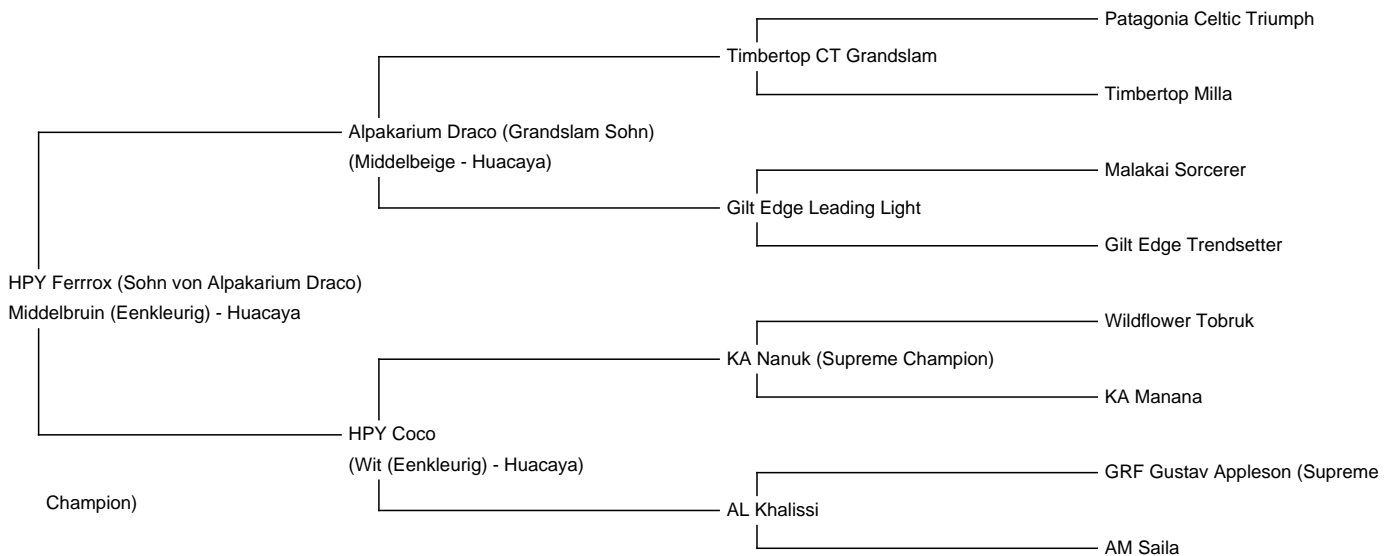 Patagonia Celtic Triumph
Timbertop CT Grandslam
Timbertop Milla
Alpakarium Draco (Grandslam Sohn)
(Middelbeige - Huacaya)
Malakai Sorcerer
Gilt Edge Leading Light
Gilt Edge Trendsetter
HPY Ferrrox (Sohn von Alpakarium Draco)
Middelbruin (Eenkleurig) - Huacaya
Wildflower Tobruk
KA Nanuk (Supreme Champion)
KA Manana
HPY Coco
(Wit (Eenkleurig) - Huacaya)
GRF Gustav Appleson (Supreme
Champion)
AL Khalissi
AM Saila